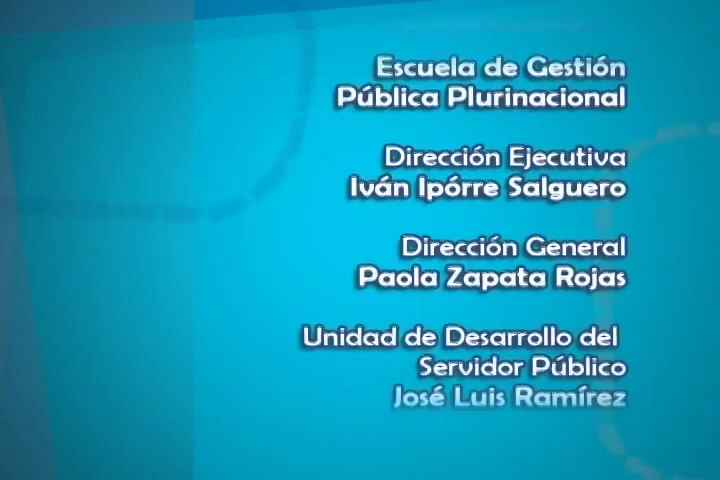 Escuela de Gestión
Pública Plurinacional
Dirección Ejecutiva
Iván Ipórre Salguero
Dirección General
Paola Zapata Rojas
Unidad de Desarrollo del
Servidor Público
José Luis Ramírez